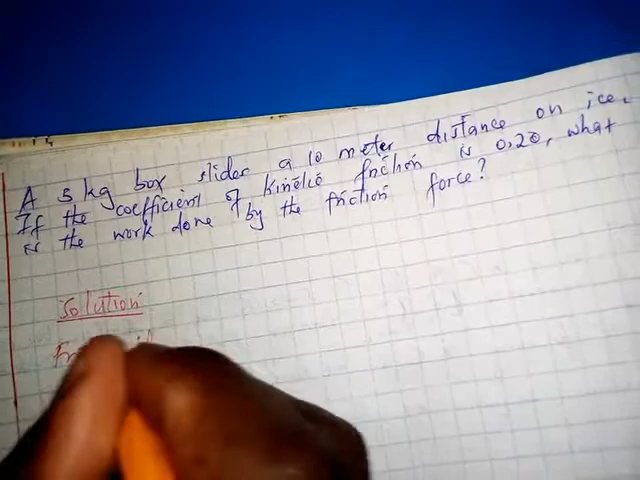 A 5 kg box slides a 10 meter distance on ice.
If the coefficient of kinetic friction is 0.20, what
is the work done by the friction force?
Solution